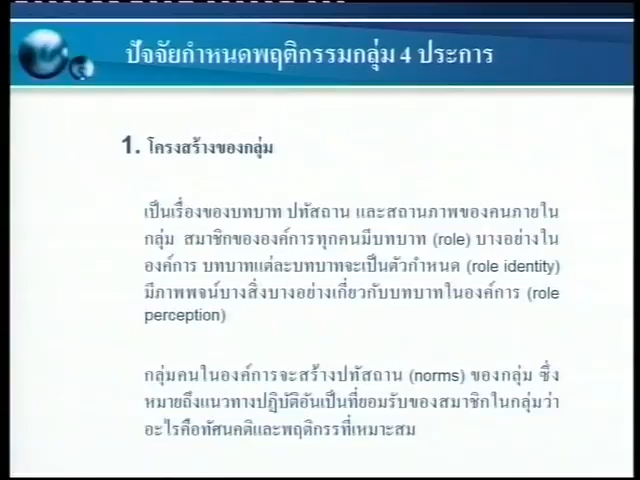 ปัจจัยกำหนดพฤติกรรมกลุ่ม 4 ประการ
1. โครงสร้างของกลุ่ม
เป็นเรื่องของบทบาท ปทัสถาน และสถานภาพของคนภายใน
กลุ่ม สมาชิกขององค์การทุกคนมีบทบาท (role) บางอย่างใน
องค์การ บทบาทแต่ละบทบาทจะเป็นตัวกำหนด (role identity)
มีภาพพจน์บางสิ่งบางอย่างเกี่ยวกับบทบาทในองค์การ (role
perception)
กลุ่มคนในองค์การจะสร้างปทัสถาน (norms) ของกลุ่ม ซึ่ง
หมายถึงแนวทางปฏิบัติอันเป็นที่ยอมรับของสมาชิกในกลุ่มว่า
อะไรคือทัศนคติและพฤติกรรที่เหมาะสม